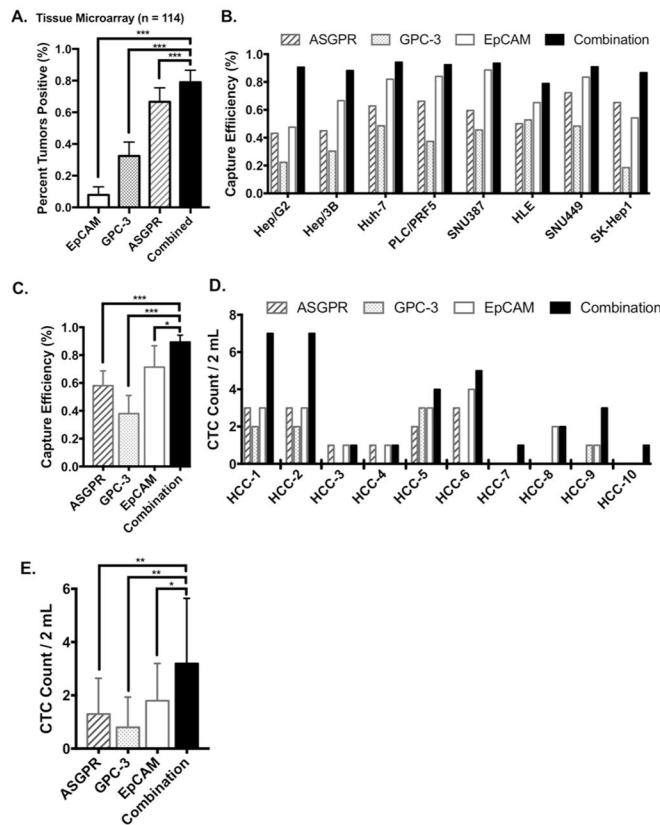 A. Tissue Microarray (n = 114)
***
***
***
Percent Tumors Positive (%)
1.0
0.8
0.6
0.4
0.2
0.0
EpCAM
GPC-3
ASGPR
Combined
B.
ASGPR GPC-3 EpCAM Combination
Capture Effiiciency (%)
1.0
0.8
0.6
0.4
0.2
0.0
Hep/G2
Hep/3B
Huh-7
PLC/PRF5
SNU387
HLE
SNU449
SK-Hep1
C.
***
***
*
Capture Efficiency (%)
1.0
0.8
0.6
0.4
0.2
0.0
ASGPR
GPC-3
EpCAM
Combination
D.
ASGPR GPC-3 EpCAM Combination
CTC Count / 2 mL
8
6
4
2
0
HCC-1
HCC-2
HCC-3
HCC-4
HCC-5
HCC-6
HCC-7
HCC-8
HCC-9
HCC-10
E.
**
**
*
CTC Count / 2 mL
6
4
2
0
ASGPR
GPC-3
EpCAM
Combination